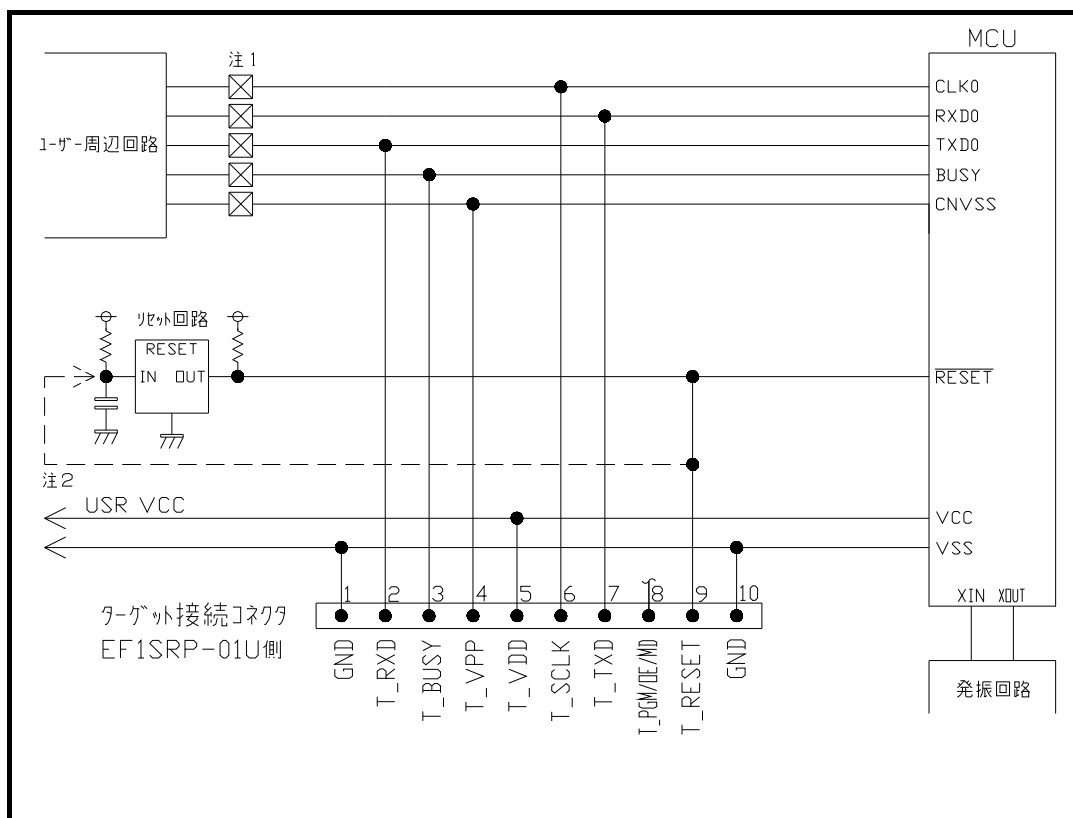 MCU
注1
CLK0
RXD0
ユーザー周辺回路
TXD0
BUSY
CNVSS
リセット回路
RESET
IN OUT
RESET
注2
USR VCC
VCC
VSS
1 2 3 4 5 6 7 8 9 10
ターゲット接続コネクタ
EF1SRP-01U側
GND
T_RXD
T_BUSY
T_VPP
T_VDD
T_SCLK
T_TXD
T_PGM/OE/MD
T_RESET
GND
XIN XOUT
発振回路